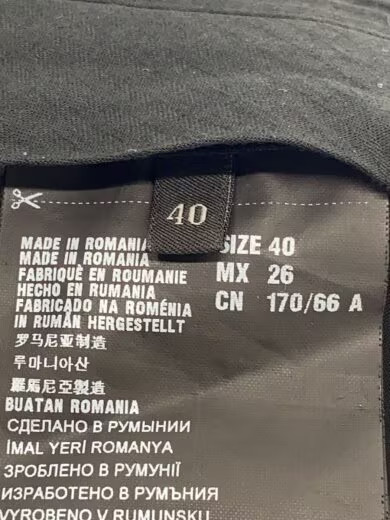 40
MADE IN ROMANIA
MADE IN ROMANIA
FABRIQUÉ EN ROUMANIE
HECHO EN RUMANIA
FABRICADO NA ROMÉNIA
IN RUMÄN HERGESTELLT
罗马尼亚制造
루마니아산
羅馬尼亞製造
BUATAN ROMANIA
СДЕЛАНО В РУМЫНИИ
İMAL YERİ ROMANYA
ЗРОБЛЕНО В РУМУНІЇ
ИЗРАБОТЕНО В РУМЪНИЯ
VYROBENO V RUMUNSKU
SIZE 40
MX 26
CN 170/66 A